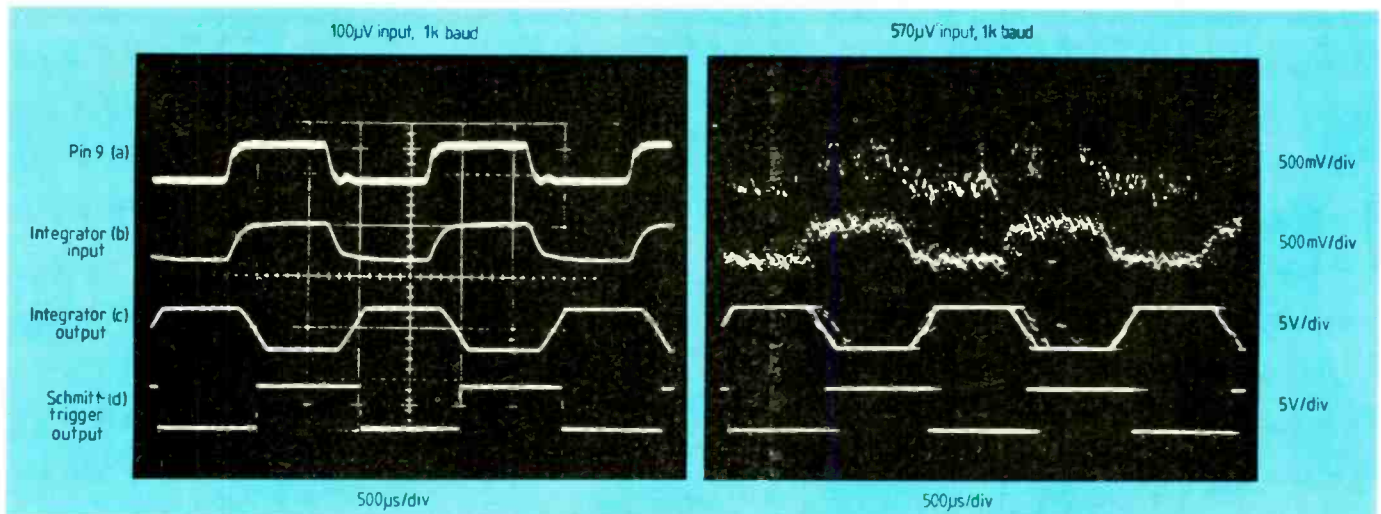 100µV input, 1k baud
570µV input, 1k baud
Pin 9 (a)
Integrator (b)
input
Integrator (c)
output
Schmitt (d)
trigger
output
500mV/div
500mV/div
5V/div
5V/div
500µs/div
500µs/div